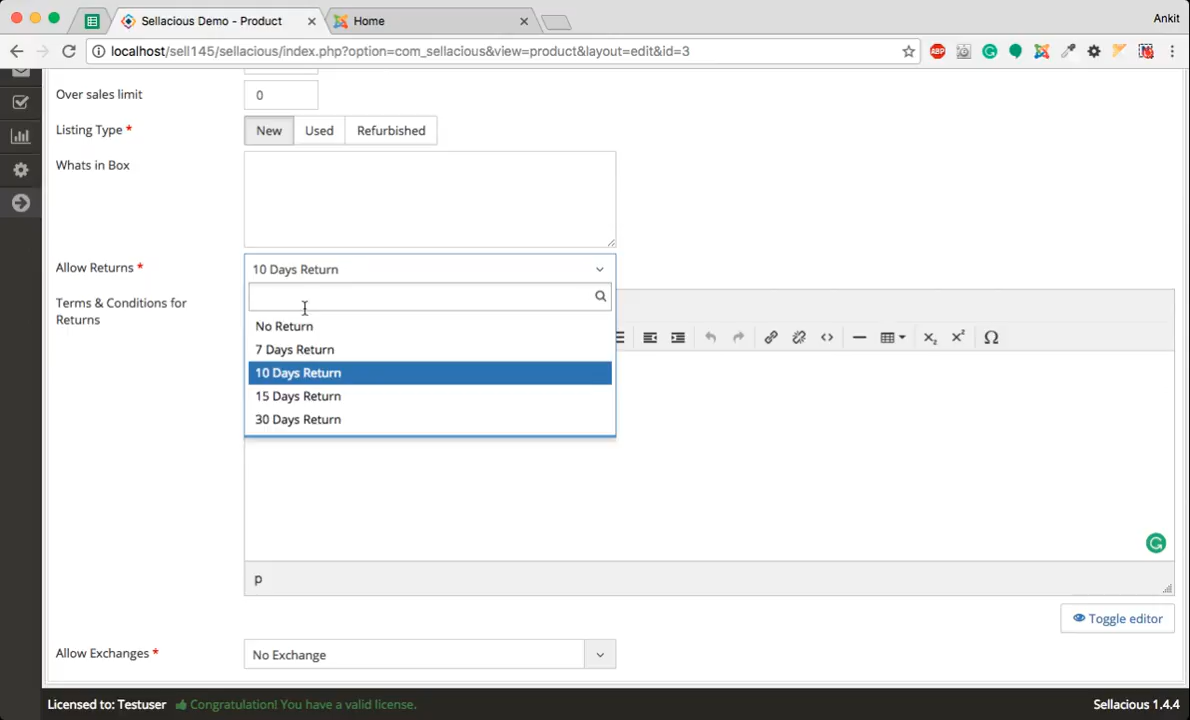 Sellacious Demo - Product
Home
Ankit
localhost/sell145/sellacious/index.php?option=com_sellacious&view=product&layout=edit&id=3
ABP
Over sales limit
0
Listing Type *
New
Used
Refurbished
Whats in Box
Allow Returns *
10 Days Return
No Return
7 Days Return
10 Days Return
15 Days Return
30 Days Return
Terms & Conditions for
Returns
p
Toggle editor
Allow Exchanges *
No Exchange
Licensed to: Testuser
Congratulation! You have a valid license.
Sellacious 1.4.4